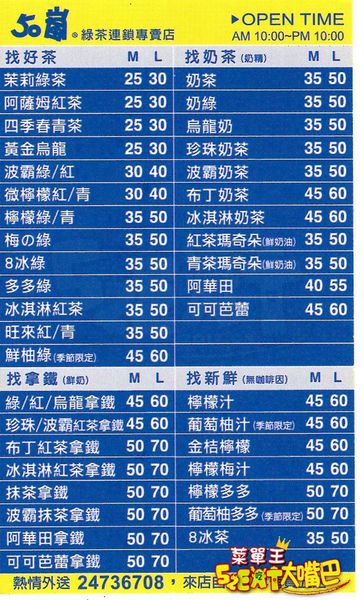 50嵐®綠茶連鎖專賣店
▶OPEN TIME
AM 10:00~PM 10:00
找好茶 M L
茉莉綠茶 25 30
阿薩姆紅茶 25 30
四季春青茶 25 30
黃金烏龍 25 30
波霸綠/紅 30 40
微檸檬紅/青 30 40
檸檬綠/青 35 50
梅の綠 35 50
8冰綠 35 50
多多綠 35 50
冰淇淋紅茶 35 50
旺來紅/青 35 50
鮮柚綠(季節限定) 45 60
找奶茶(奶精) M L
奶茶 35 50
奶綠 35 50
烏龍奶 35 50
珍珠奶茶 35 50
波霸奶茶 35 50
布丁奶茶 45 60
冰淇淋奶茶 45 60
紅茶瑪奇朵(鮮奶油) 35 50
青茶瑪奇朵(鮮奶油) 35 50
阿華田 40 55
可可芭蕾 45 60
找拿鐵(鮮奶) M L
綠/紅/烏龍拿鐵 45 60
珍珠/波霸紅茶拿鐵 45 60
布丁紅茶拿鐵 50 70
冰淇淋紅茶拿鐵 50 70
抹茶拿鐵 50 70
波霸抹茶拿鐵 50 70
阿華田拿鐵 50 70
可可芭蕾拿鐵 50 70
找新鮮(無咖啡因) M L
檸檬汁 45 60
葡萄柚汁(季節限定) 45 60
金桔檸檬 45 60
檸檬梅汁 45 60
檸檬多多 50 70
葡萄柚多多(季節限定) 50 70
8冰茶 35 50
熱情外送 24736708，來店自
菜單王
吃大嘴巴